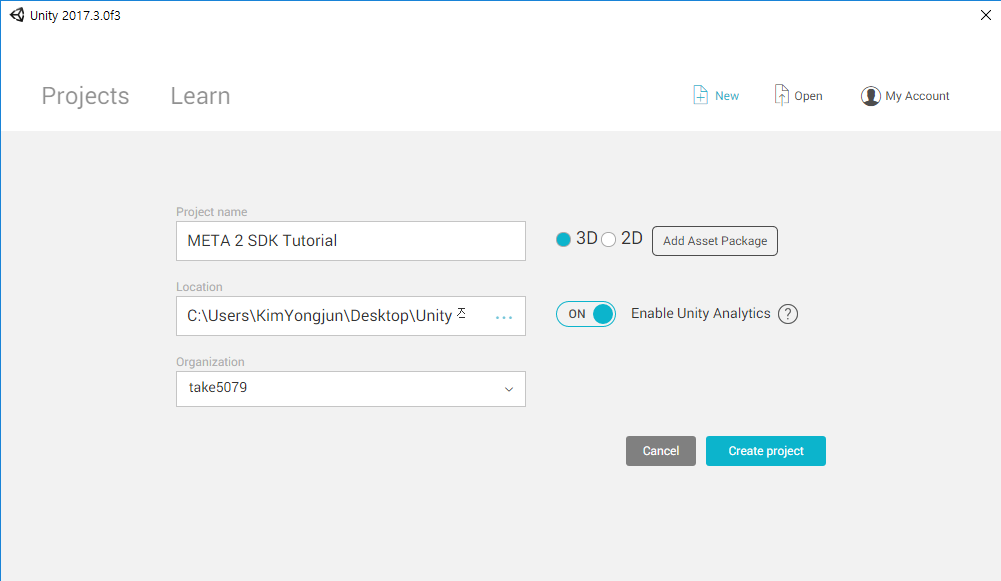 Unity 2017.3.0f3
Projects Learn New Open My Account
Project name
META 2 SDK Tutorial
3D 2D Add Asset Package
Location
C:\Users\KimYongjun\Desktop\Unity
ON Enable Unity Analytics ?
Organization
take5079
Cancel Create project